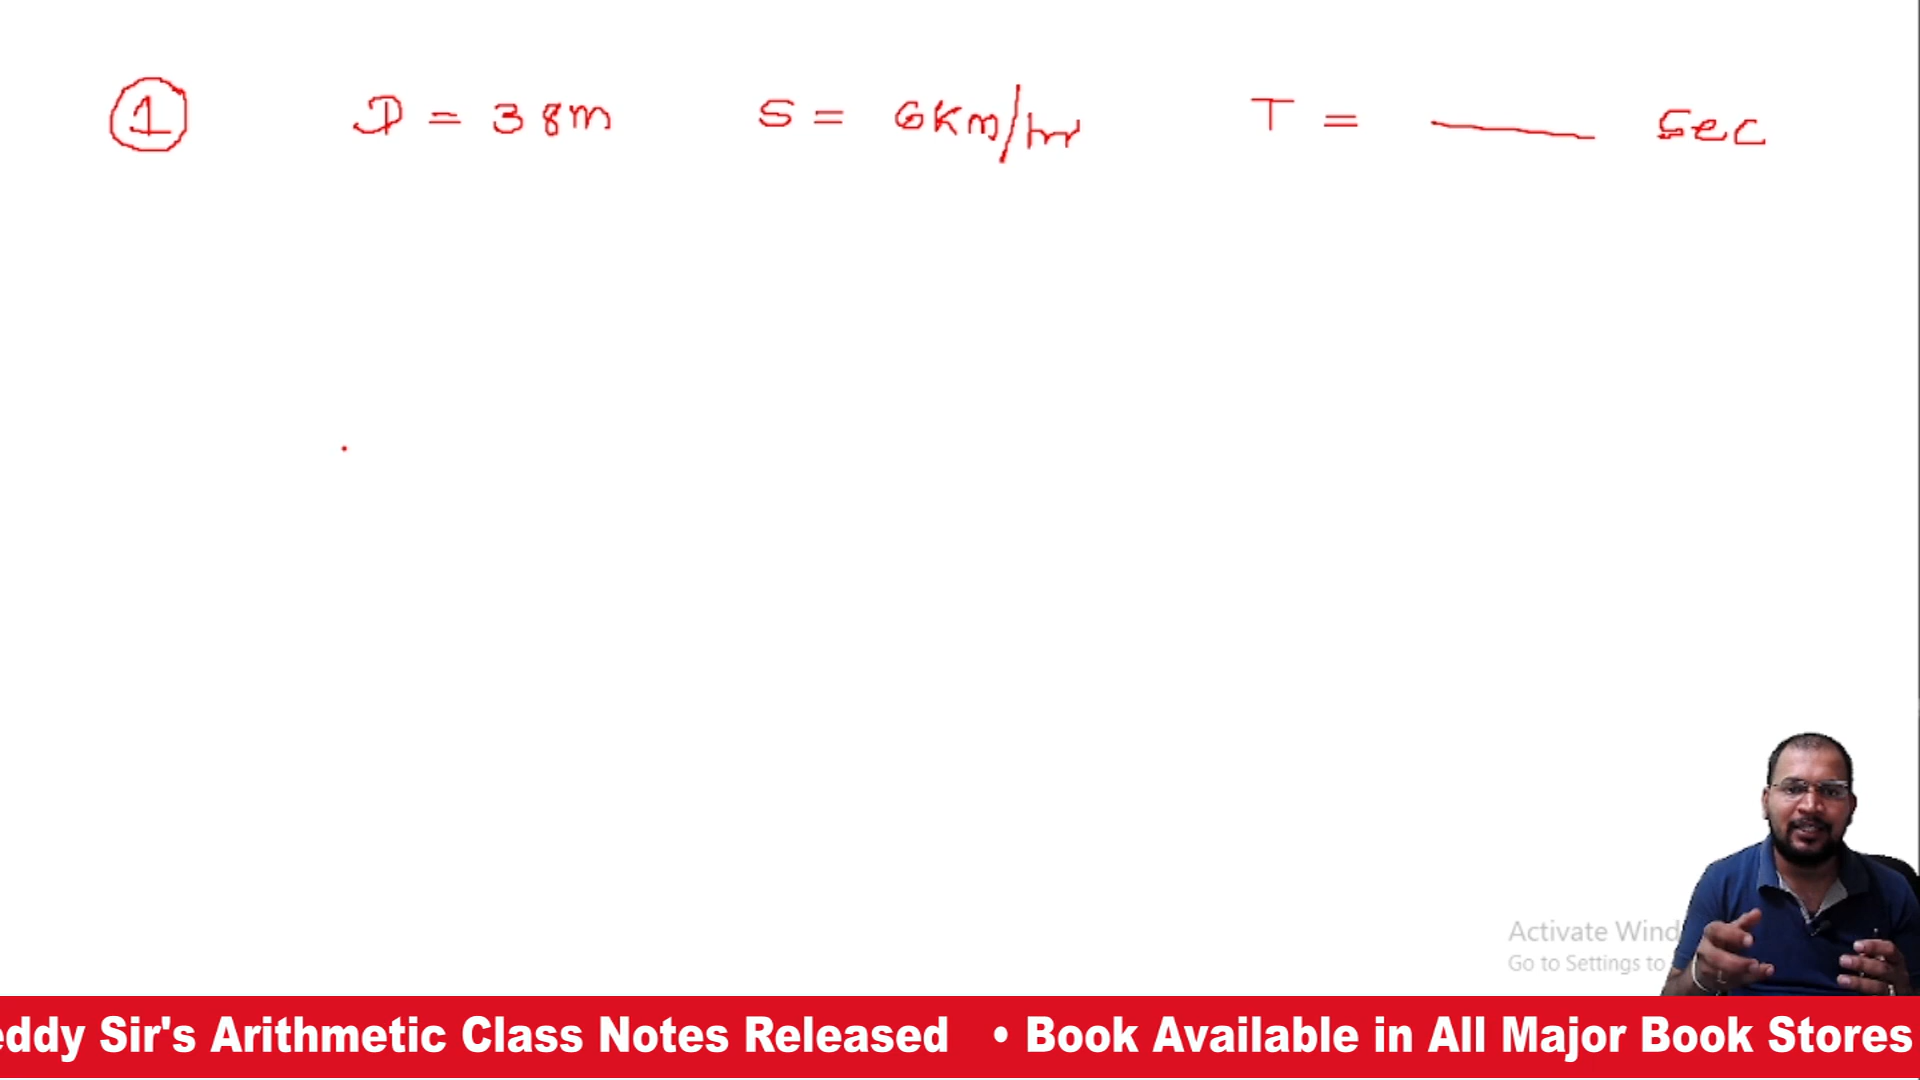 1 D = 38m S = 6Km/hr T = ___ Sec
Activate Wind
Go to Settings to
eddy Sir's Arithmetic Class Notes Released • Book Available in All Major Book Stores